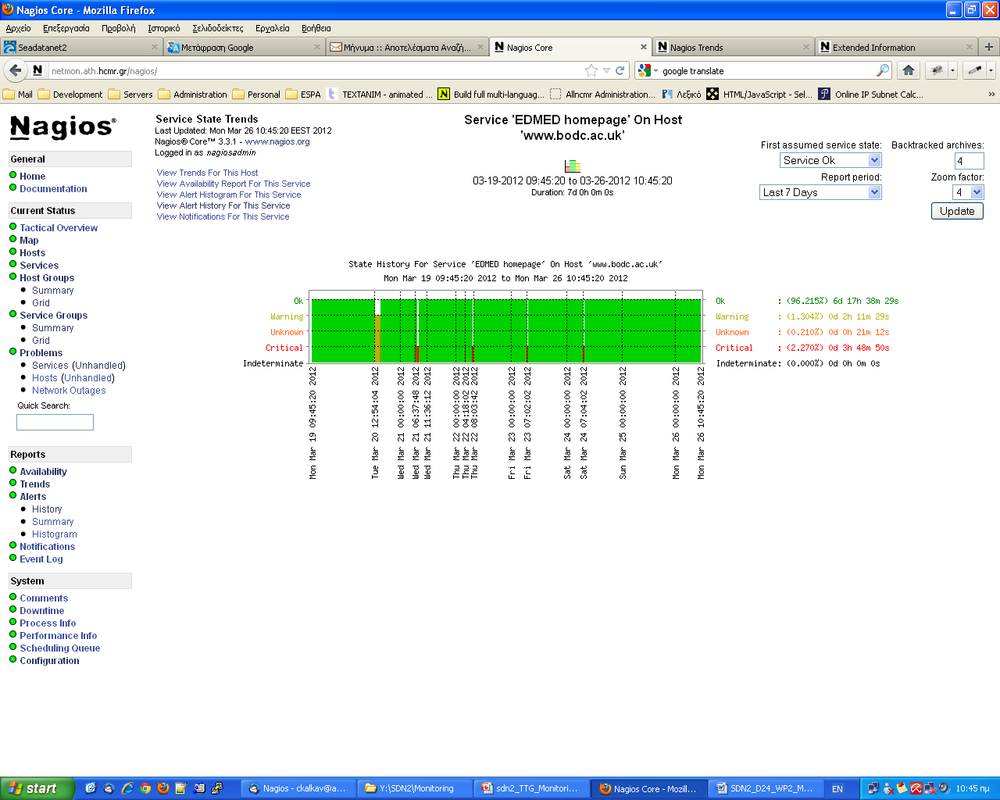 Nagios Core - Mozilla Firefox
Αρχείο Επεξεργασία Προβολή Ιστορικό Σελιδοδείκτες Εργαλεία Βοήθεια
Seadatanet2
Μετάφραση Google
Μήνυμα :: Αποτελέσματα Αναζή...
Nagios Core
Nagios Trends
Extended Information
netmon.ath.hcmr.gr/nagios/
google translate
Mail Development Servers Administration Personal ESPA TEXTANIM - animated ... Build full multi-languag... Allncmr Administration... Λεξικό HTML/JavaScript - Sel... Online IP Subnet Calc... »
Nagios®
General
Home
Documentation
Current Status
Tactical Overview
Map
Hosts
Services
Host Groups
Summary
Grid
Service Groups
Summary
Grid
Problems
Services (Unhandled)
Hosts (Unhandled)
Network Outages
Quick Search:
Reports
Availability
Trends
Alerts
History
Summary
Histogram
Notifications
Event Log
System
Comments
Downtime
Process Info
Performance Info
Scheduling Queue
Configuration
Service State Trends
Last Updated: Mon Mar 26 10:45:20 EEST 2012
Nagios® Core™ 3.3.1 - www.nagios.org
Logged in as nagiosadmin
View Trends For This Host
View Availability Report For This Service
View Alert Histogram For This Service
View Alert History For This Service
View Notifications For This Service
Service 'EDMED homepage' On Host
'www.bodc.ac.uk'
03-19-2012 09:45:20 to 03-26-2012 10:45:20
Duration: 7d 0h 0m 0s
First assumed service state: Backtracked archives:
Service Ok 4
Report period: Zoom factor:
Last 7 Days 4
Update
State History For Service 'EDMED homepage' On Host 'www.bodc.ac.uk'
Mon Mar 19 09:45:20 2012 to Mon Mar 26 10:45:20 2012
Ok
Warning
Unknown
Critical
Indeterminate
Ok : (96.215%) 6d 17h 38m 29s
Warning : (1.304%) 0d 2h 11m 29s
Unknown : (0.210%) 0d 0h 21m 12s
Critical : (2.270%) 0d 3h 48m 50s
Indeterminate: (0.000%) 0d 0h 0m 0s
Mon Mar 19 09:45:20 2012
Tue Mar 20 12:54:04 2012
Wed Mar 21 00:00:00 2012
Wed Mar 21 06:37:48 2012
Wed Mar 21 11:36:12 2012
Thu Mar 22 00:00:00 2012
Thu Mar 22 04:18:02 2012
Thu Mar 22 08:03:42 2012
Fri Mar 23 00:00:00 2012
Fri Mar 23 07:02:02 2012
Sat Mar 24 00:00:00 2012
Sat Mar 24 07:04:02 2012
Sun Mar 25 00:00:00 2012
Mon Mar 26 00:00:00 2012
Mon Mar 26 10:45:20 2012
start
Nagios - ckalkav@a...
Y:\SDN2\Monitoring
sdn2_TTG_Monitori...
Nagios Core - Mozill...
SDN2_D24_WP2_M...
EN
10:45 πμ